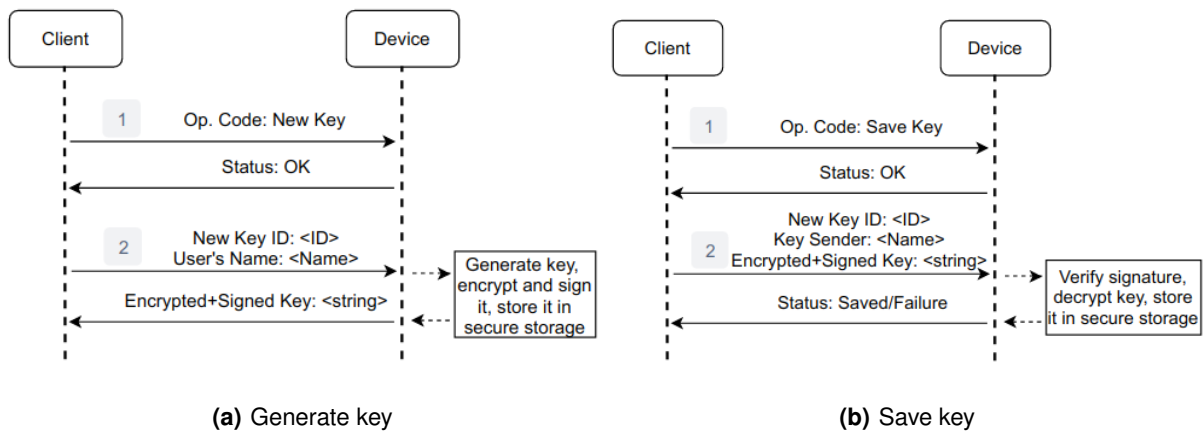 Client
Device
1
Op. Code: New Key
Status: OK
2
New Key ID: <ID>
User's Name: <Name>
Generate key,
encrypt and sign
it, store it in
secure storage
Encrypted+Signed Key: <string>
(a) Generate key
Client
Device
1
Op. Code: Save Key
Status: OK
2
New Key ID: <ID>
Key Sender: <Name>
Encrypted+Signed Key: <string>
Verify signature,
decrypt key, store
it in secure storage
Status: Saved/Failure
(b) Save key